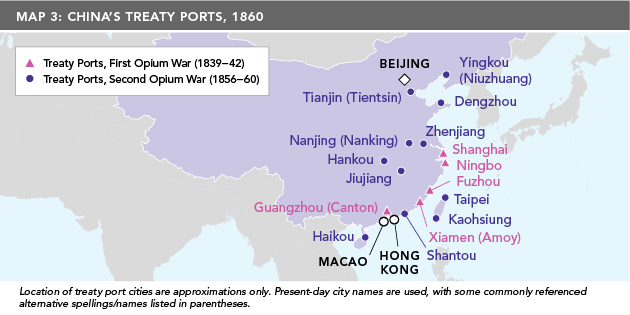 MAP 3: CHINA'S TREATY PORTS, 1860
Treaty Ports, First Opium War (1839–42)
Treaty Ports, Second Opium War (1856–60)
BEIJING
Yingkou
(Niuzhuang)
Tianjin (Tientsin)
Dengzhou
Zhenjiang
Nanjing (Nanking)
Shanghai
Hankou
Ningbo
Jiujiang
Fuzhou
Taipei
Guangzhou (Canton)
Kaohsiung
Haikou
Xiamen (Amoy)
MACAO
HONG
KONG
Shantou
Location of treaty port cities are approximations only. Present-day city names are used, with some commonly referenced
alternative spellings/names listed in parentheses.